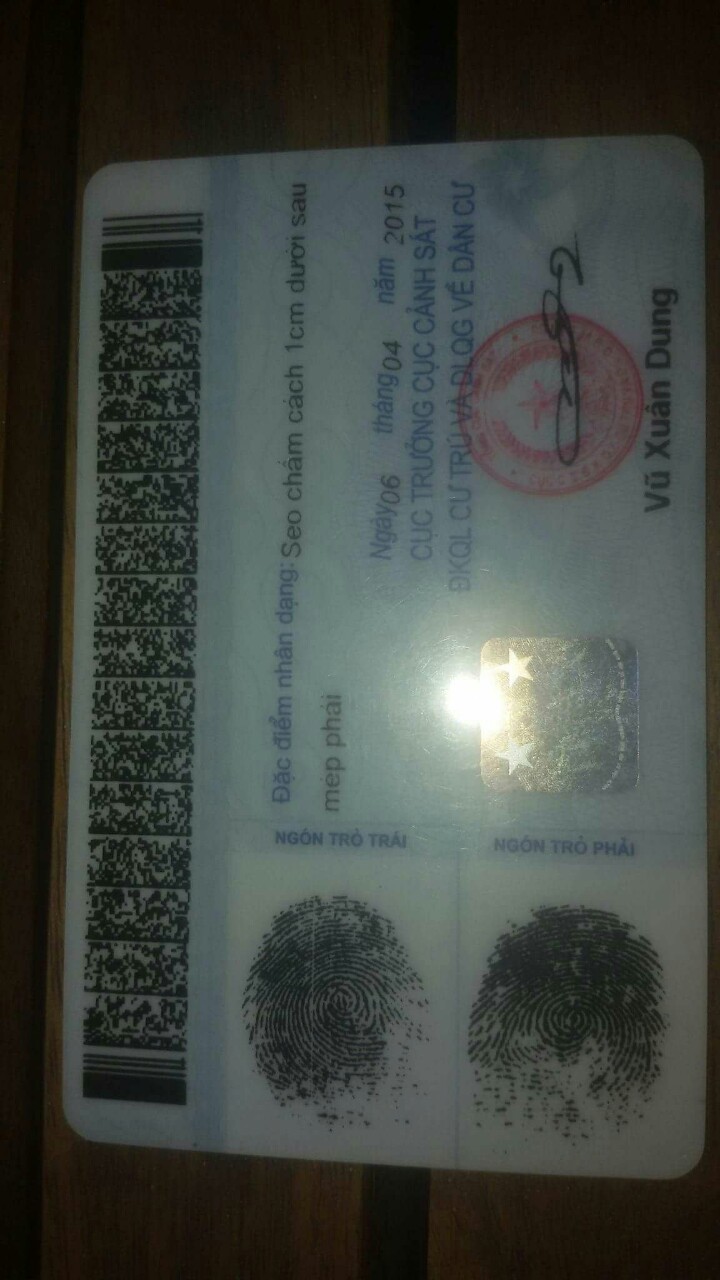 Đặc điểm nhân dạng: Sẹo chấm cách 1cm dưới sau
mép phải
NGÓN TRỎ TRÁI
NGÓN TRỎ PHẢI
Ngày 06 tháng 04 năm 2015
CỤC TRƯỞNG CỤC CẢNH SÁT
ĐKQL CƯ TRÚ VÀ DLQG VỀ DÂN CƯ
Vũ Xuân Dung